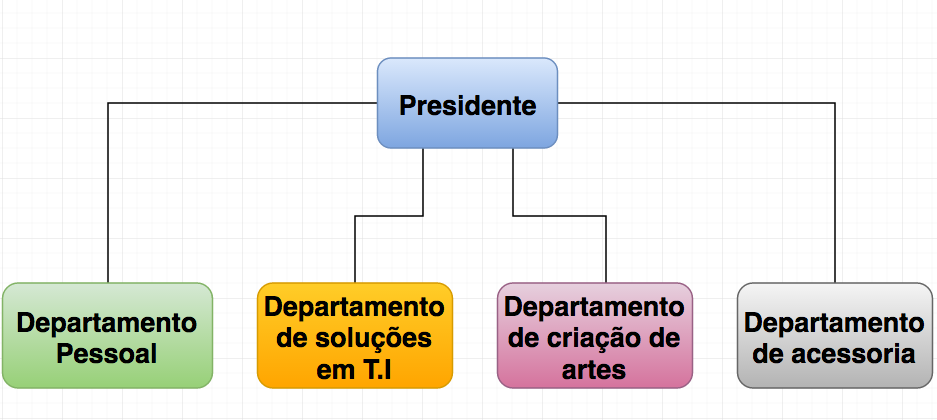 Presidente
Departamento
Pessoal
Departamento
de soluções
em T.I
Departamento
de criação de
artes
Departamento
de acessoria